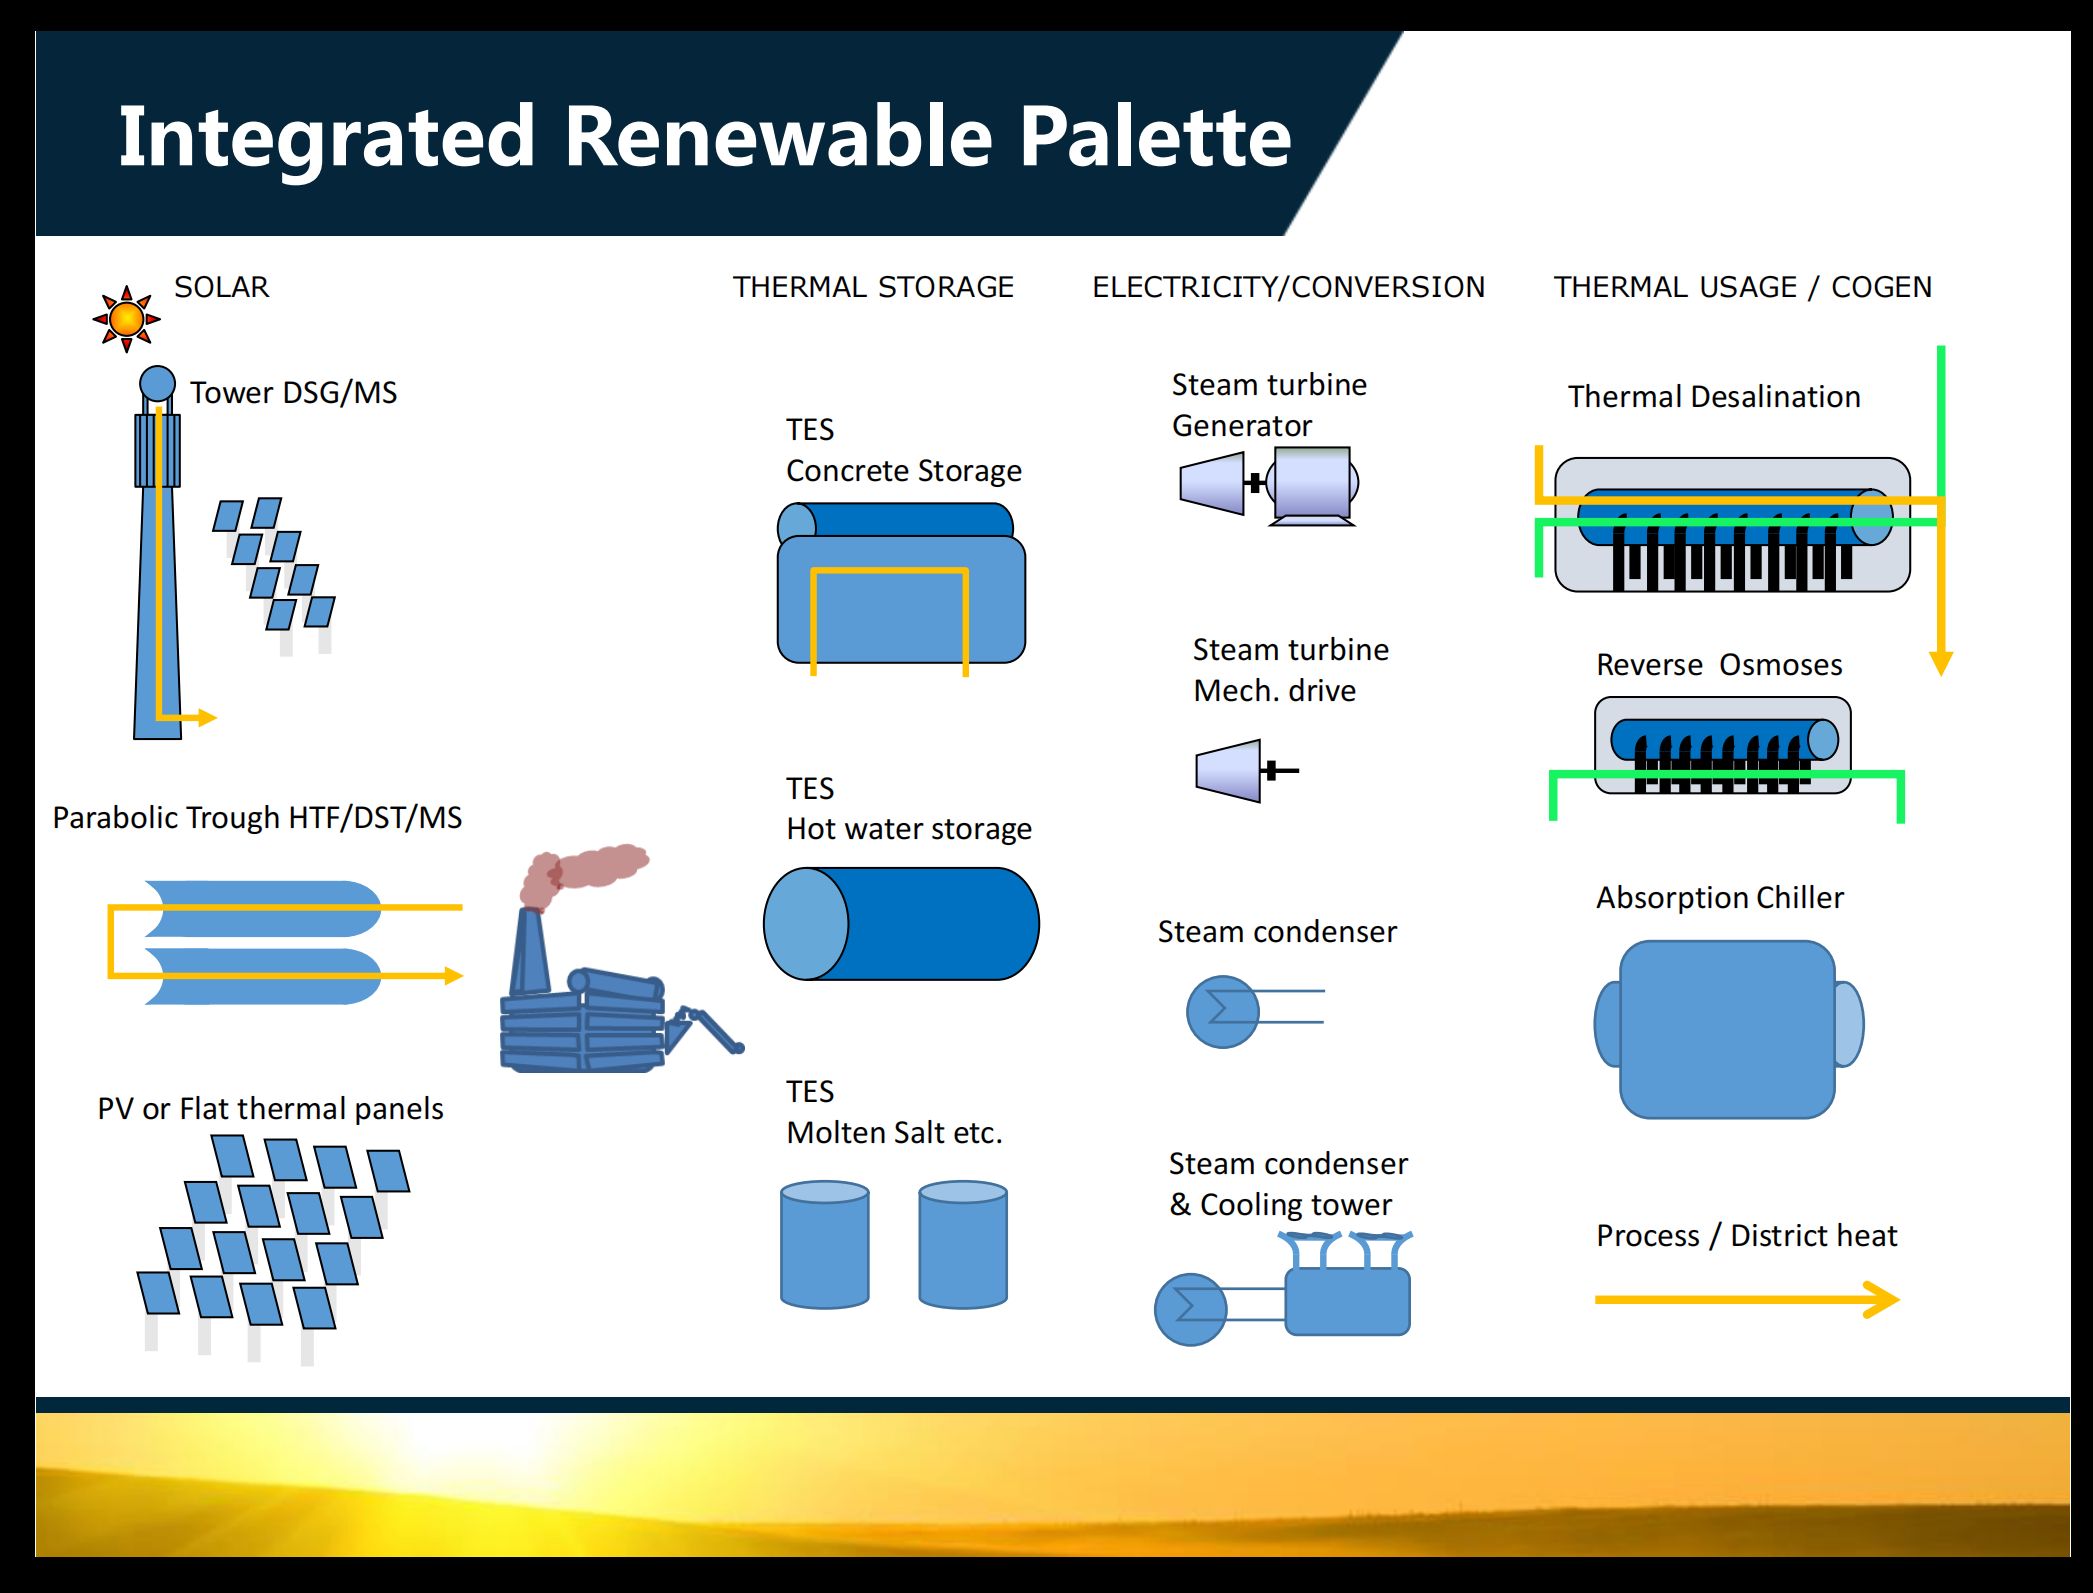 Integrated Renewable Palette
SOLAR
Tower DSG/MS
Parabolic Trough HTF/DST/MS
PV or Flat thermal panels
THERMAL STORAGE
TES
Concrete Storage
TES
Hot water storage
TES
Molten Salt etc.
ELECTRICITY/CONVERSION
Steam turbine
Generator
Steam turbine
Mech. drive
Steam condenser
Steam condenser
& Cooling tower
THERMAL USAGE / COGEN
Thermal Desalination
Reverse  Osmoses
Absorption Chiller
Process / District heat